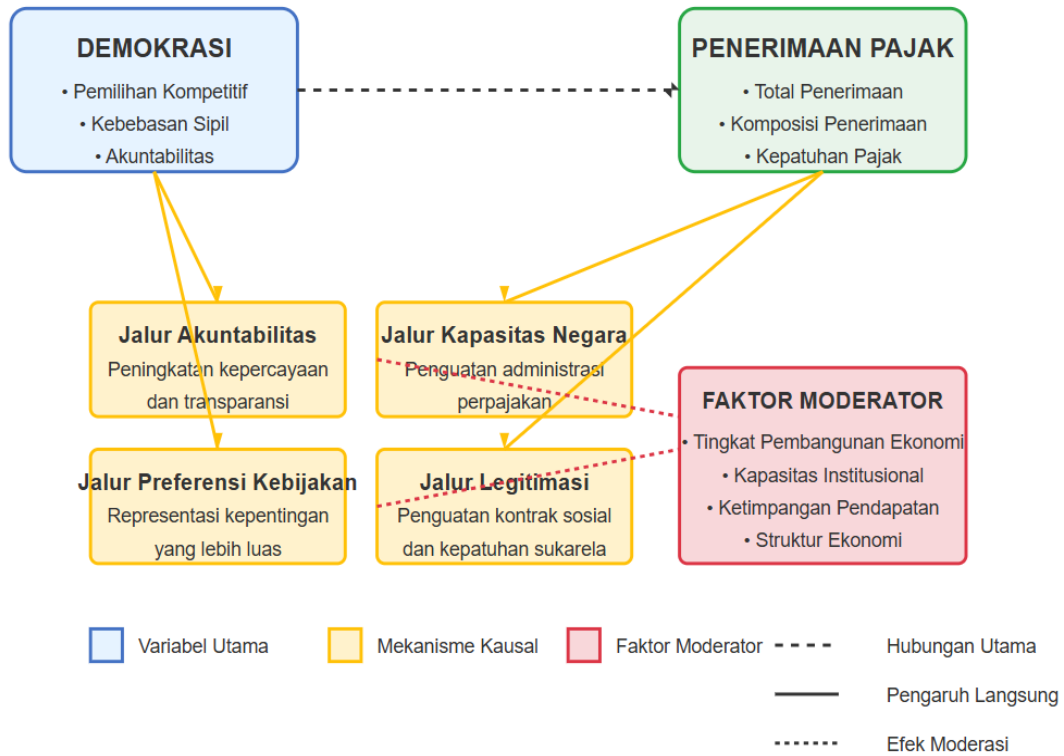 DEMOKRASI
• Pemilihan Kompetitif
• Kebebasan Sipil
• Akuntabilitas
PENERIMAAN PAJAK
• Total Penerimaan
• Komposisi Penerimaan
• Kepatuhan Pajak
Jalur Akuntabilitas
Peningkatan kepercayaan
dan transparansi
Jalur Kapasitas Negara
Penguatan administrasi
perpajakan
Jalur Preferensi Kebijakan
Representasi kepentingan
yang lebih luas
Jalur Legitimasi
Penguatan kontrak sosial
dan kepatuhan sukarela
FAKTOR MODERATOR
• Tingkat Pembangunan Ekonomi
• Kapasitas Institusional
• Ketimpangan Pendapatan
• Struktur Ekonomi
Variabel Utama
Mekanisme Kausal
Faktor Moderator
Hubungan Utama
Pengaruh Langsung
Efek Moderasi